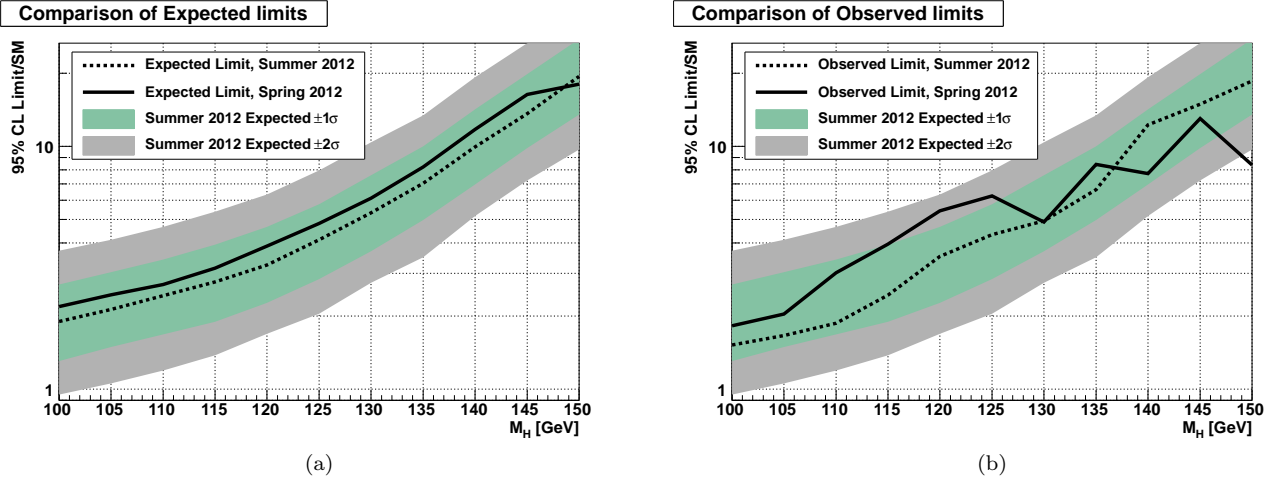 Comparison of Expected limits
95% CL Limit/SM
Expected Limit, Summer 2012
Expected Limit, Spring 2012
Summer 2012 Expected ±1σ
Summer 2012 Expected ±2σ
10
1
100 105 110 115 120 125 130 135 140 145 150
M_H [GeV]
(a)
Comparison of Observed limits
95% CL Limit/SM
Observed Limit, Summer 2012
Observed Limit, Spring 2012
Summer 2012 Expected ±1σ
Summer 2012 Expected ±2σ
10
1
100 105 110 115 120 125 130 135 140 145 150
M_H [GeV]
(b)